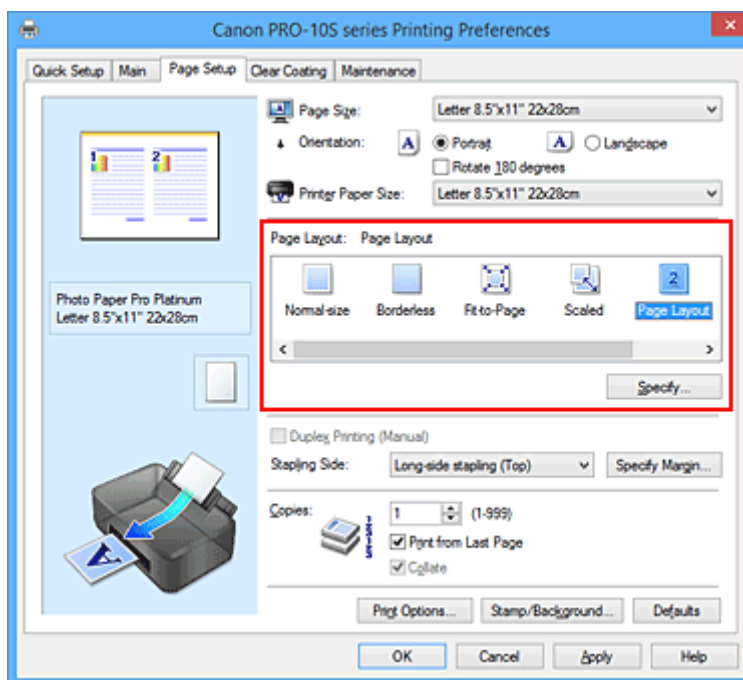 Canon PRO-10S series Printing Preferences
Quick Setup Main Page Setup Clear Coating Maintenance
1 2
Photo Paper Pro Platinum
Letter 8.5"x11" 22x28cm
Page Size: Letter 8.5"x11" 22x28cm
Orientation: A Portrait A Landscape
Rotate 180 degrees
Printer Paper Size: Letter 8.5"x11" 22x28cm
Page Layout: Page Layout
2
Normal-size Borderless Fit-to-Page Scaled Page Layout
Specify...
Duplex Printing (Manual)
Stapling Side: Long-side stapling (Top) Specify Margin...
Copies: 1 (1-999)
Print from Last Page
Collate
A
Print Options... Stamp/Background... Defaults
OK Cancel Apply Help